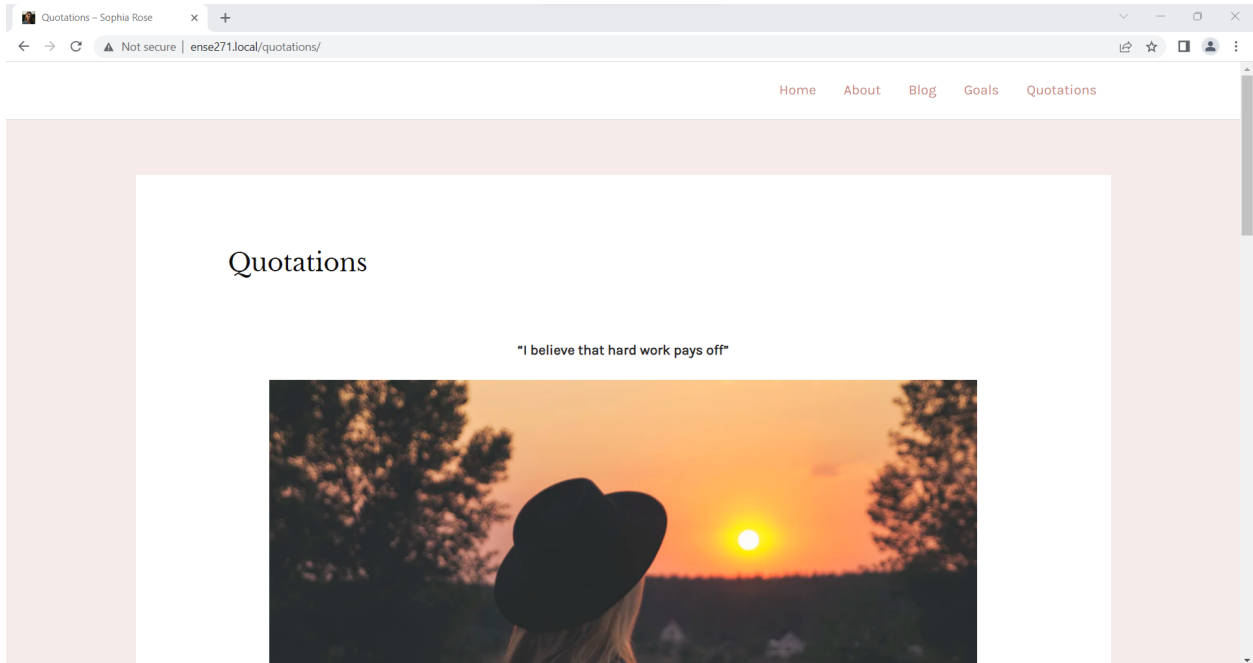 Quotations – Sophia Rose
Not secure | ense271.local/quotations/
Home About Blog Goals Quotations
Quotations
"I believe that hard work pays off"